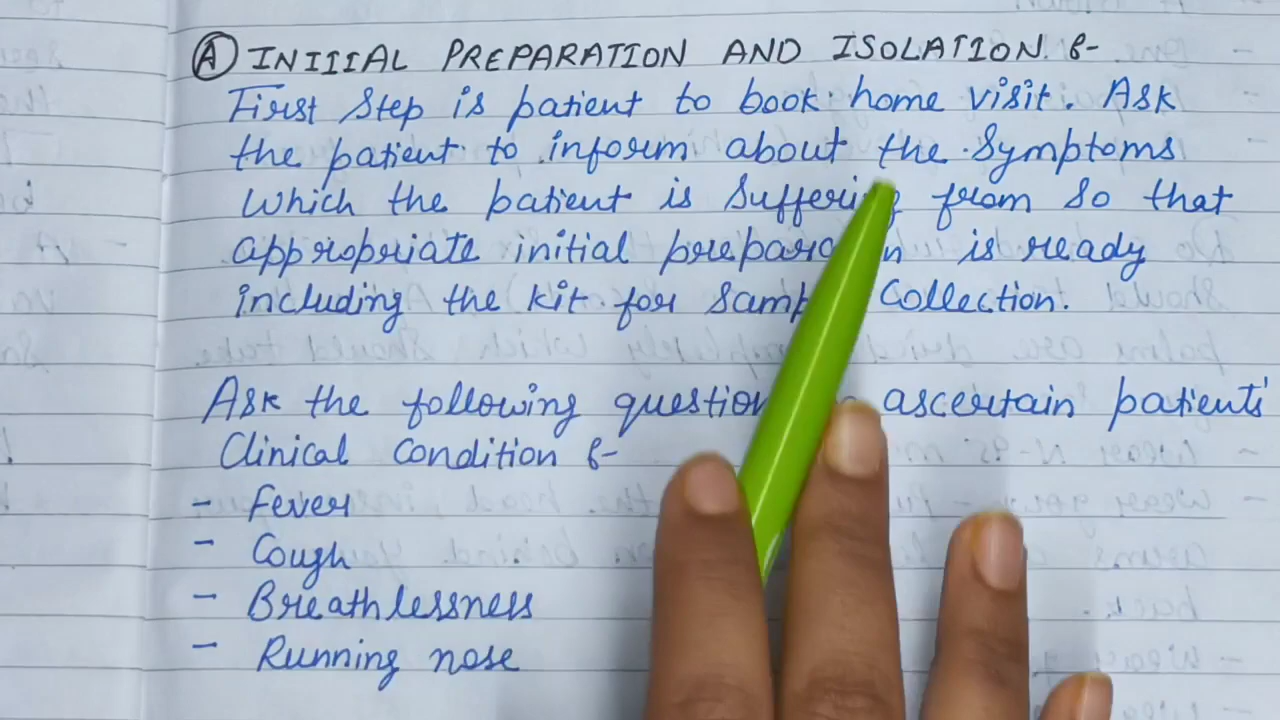 Ⓐ INITIAL PREPARATION AND ISOLATION :-
First Step is patient to book home visit. Ask
the patient to inform about the Symptoms
Which the patient is Suffering from So that
appropriate initial preparation is ready
including the kit for Sample Collection.
Ask the following question ascertain patients'
Clinical Condition :-
- Fever
- Cough
- Breathlessness
- Running nose